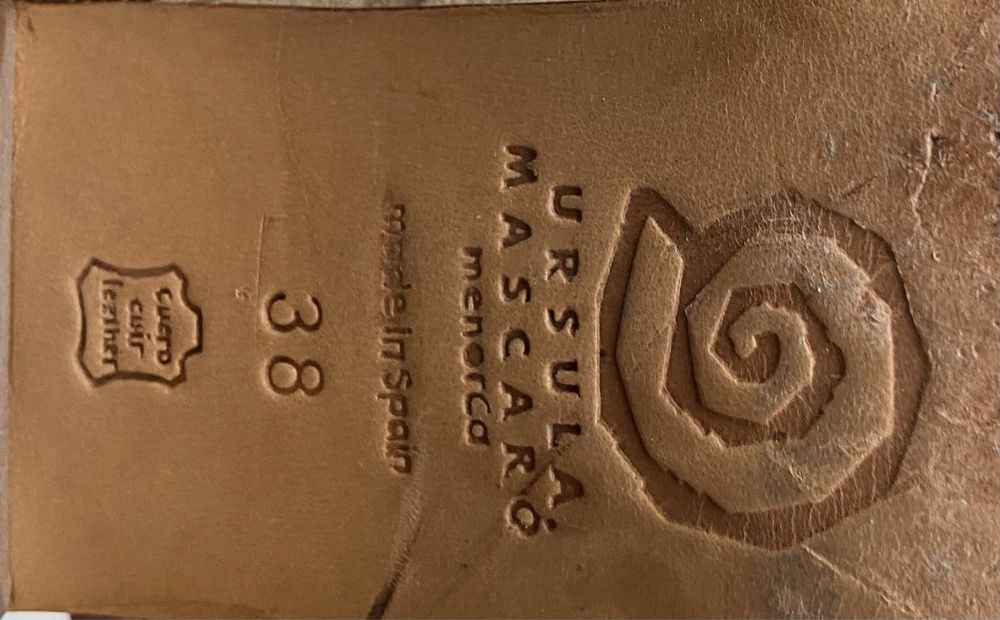 URSULA
MASCARÓ
menorca
made in Spain
38
cuero
cuir
leather